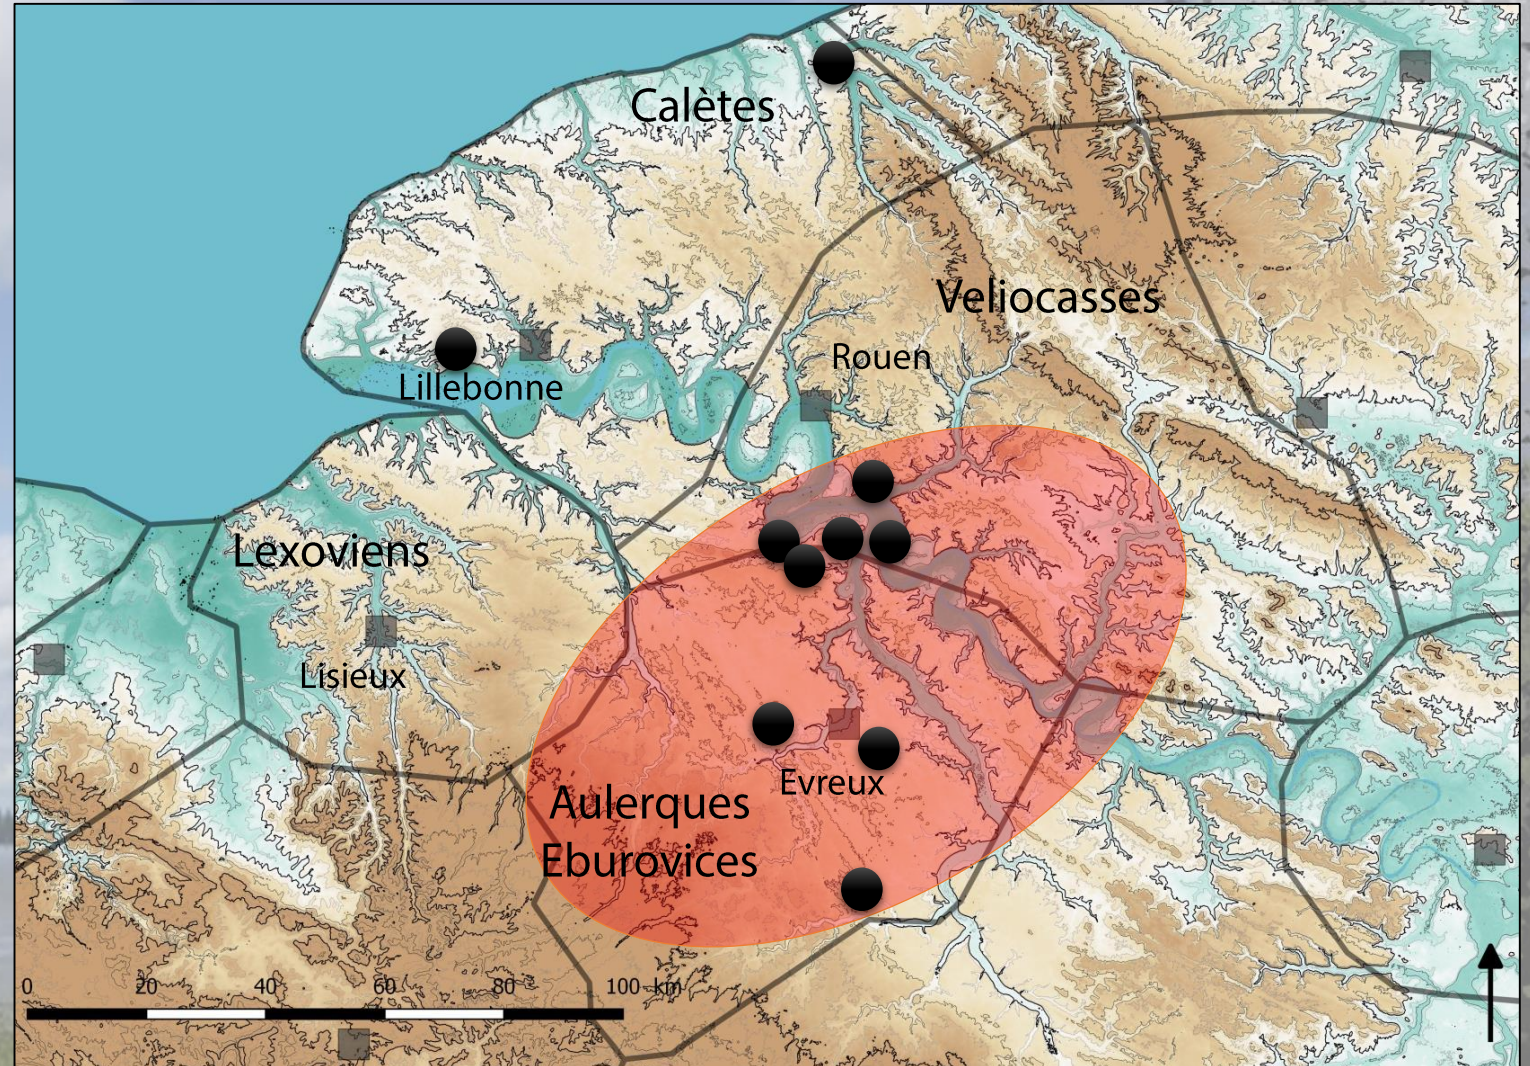 Calètes
Veliocasses
Rouen
Lillebonne
Lexoviens
Lisieux
Evreux
Aulerques
Eburovices
0 20 40 60 80 100 km